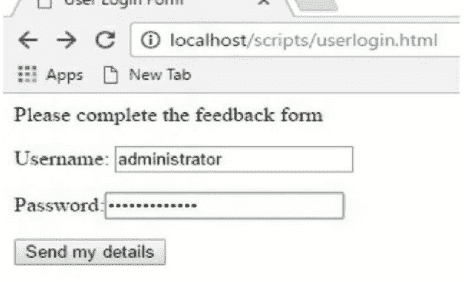 User Login Form
localhost/scripts/userlogin.html
Apps New Tab
Please complete the feedback form
Username: administrator
Password: •••••••••••••
Send my details